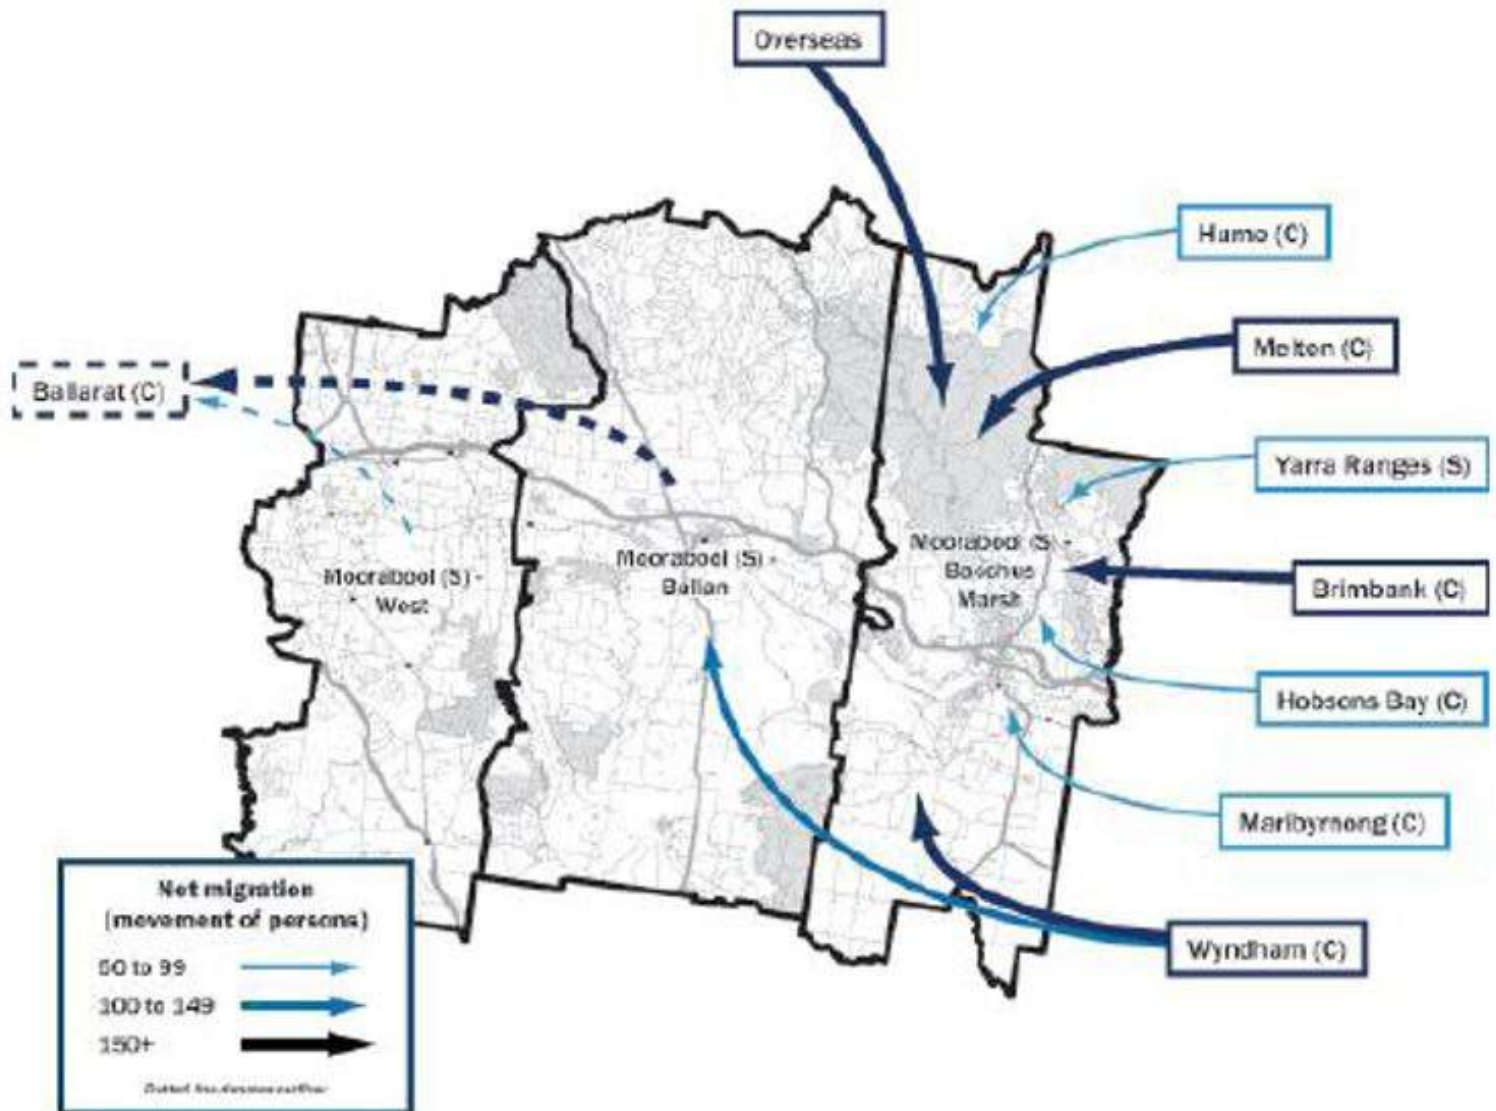 Overseas
Hume (C)
Melton (C)
Ballarat (C)
Yarra Ranges (S)
Moorabool (S) -
Bacchus
Marsh
Moorabool (S) -
Ballan
Moorabool (S) -
West
Brimbank (C)
Hobsons Bay (C)
Maribyrnong (C)
Wyndham (C)
Net migration
(movement of persons)
50 to 99
100 to 149
150+